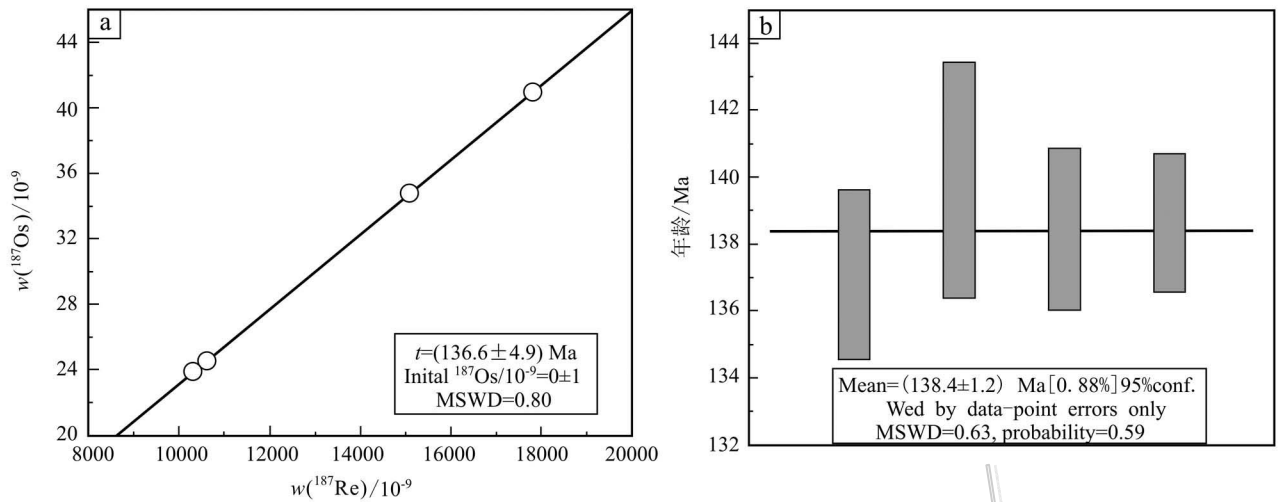 a
44
40
36
32
28
24
20
w(¹⁸⁷Os)/10⁻⁹
t=(136.6±4.9) Ma
Inital ¹⁸⁷Os/10⁻⁹=0±1
MSWD=0.80
8000 10000 12000 14000 16000 18000 20000
w(¹⁸⁷Re)/10⁻⁹
b
144
142
140
138
136
134
132
年龄/Ma
Mean=(138.4±1.2) Ma[0.88%]95%conf.
Wed by data-point errors only
MSWD=0.63, probability=0.59